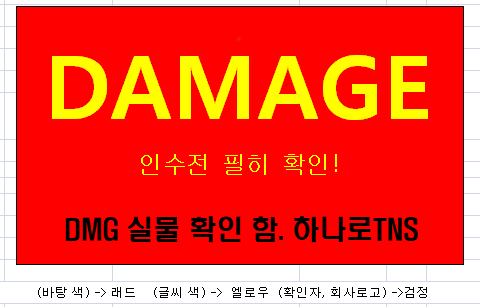 DAMAGE
인수전 필히 확인!
DMG 실물 확인 함. 하나로TNS
(바탕 색) -> 래드 (글씨 색) -> 엘로우 (확인자, 회사로고) ->검정